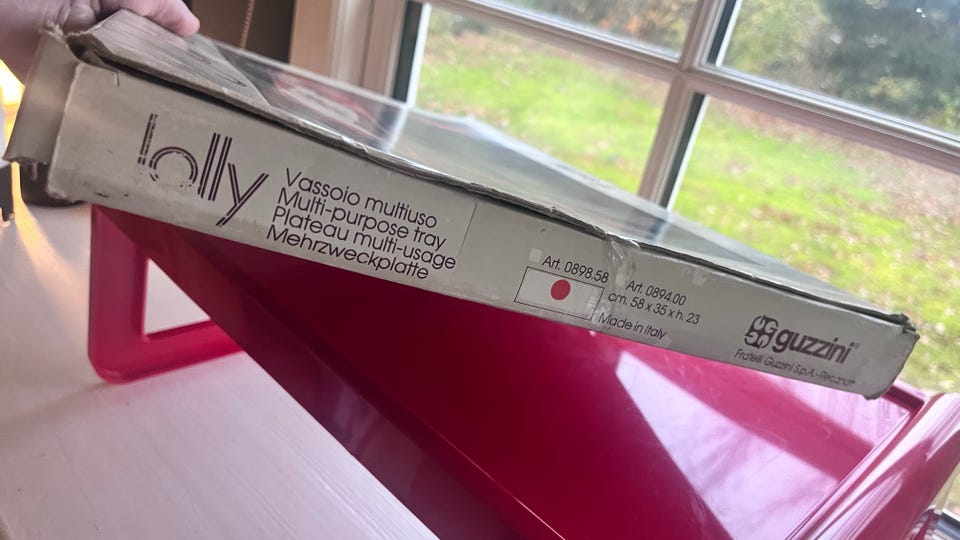 lolly
Vassoio multiuso
Multi-purpose tray
Plateau multi-usage
Mehrzweckplatte
Art. 0898.58
Art. 0894.00
cm. 58 x 35 x h. 23
Made in Italy
guzzini®
Fratelli Guzzini S.p.A.-Recanati